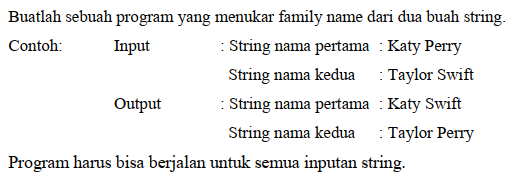 Buatlah sebuah program yang menukar family name dari dua buah string.
Contoh: Input : String nama pertama : Katy Perry
String nama kedua : Taylor Swift
Output : String nama pertama : Katy Swift
String nama kedua : Taylor Perry
Program harus bisa berjalan untuk semua inputan string.